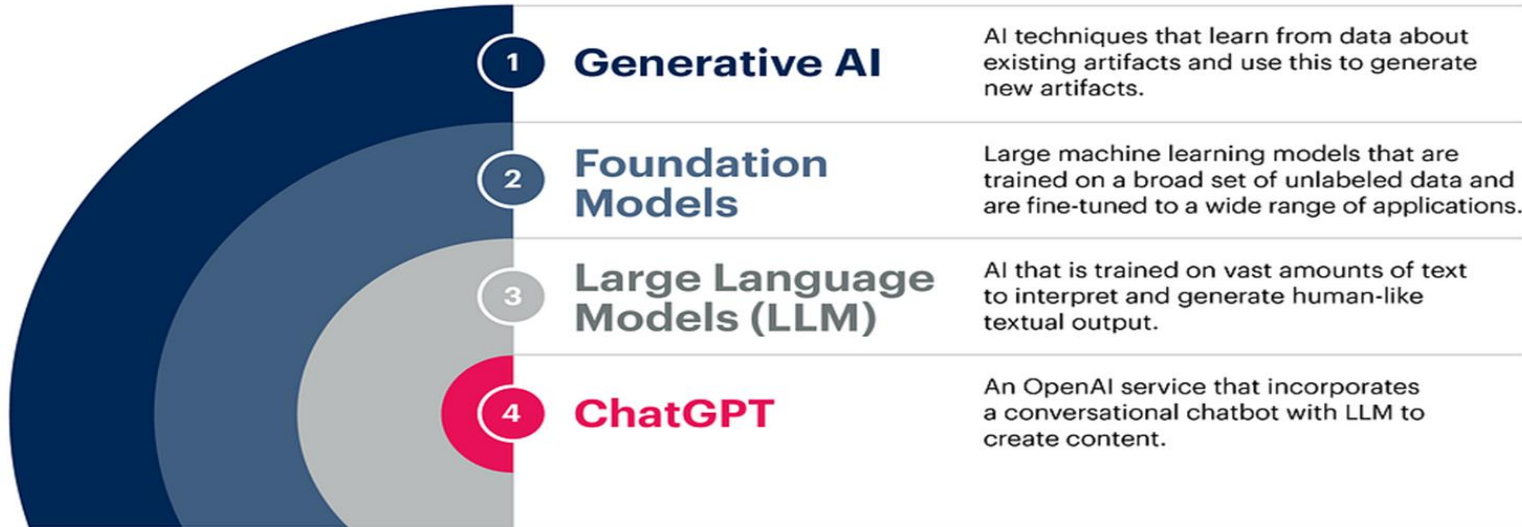 1
Generative AI
AI techniques that learn from data about
existing artifacts and use this to generate
new artifacts.
2
Foundation
Models
Large machine learning models that are
trained on a broad set of unlabeled data and
are fine-tuned to a wide range of applications.
3
Large Language
Models (LLM)
AI that is trained on vast amounts of text
to interpret and generate human-like
textual output.
4
ChatGPT
An OpenAI service that incorporates
a conversational chatbot with LLM to
create content.